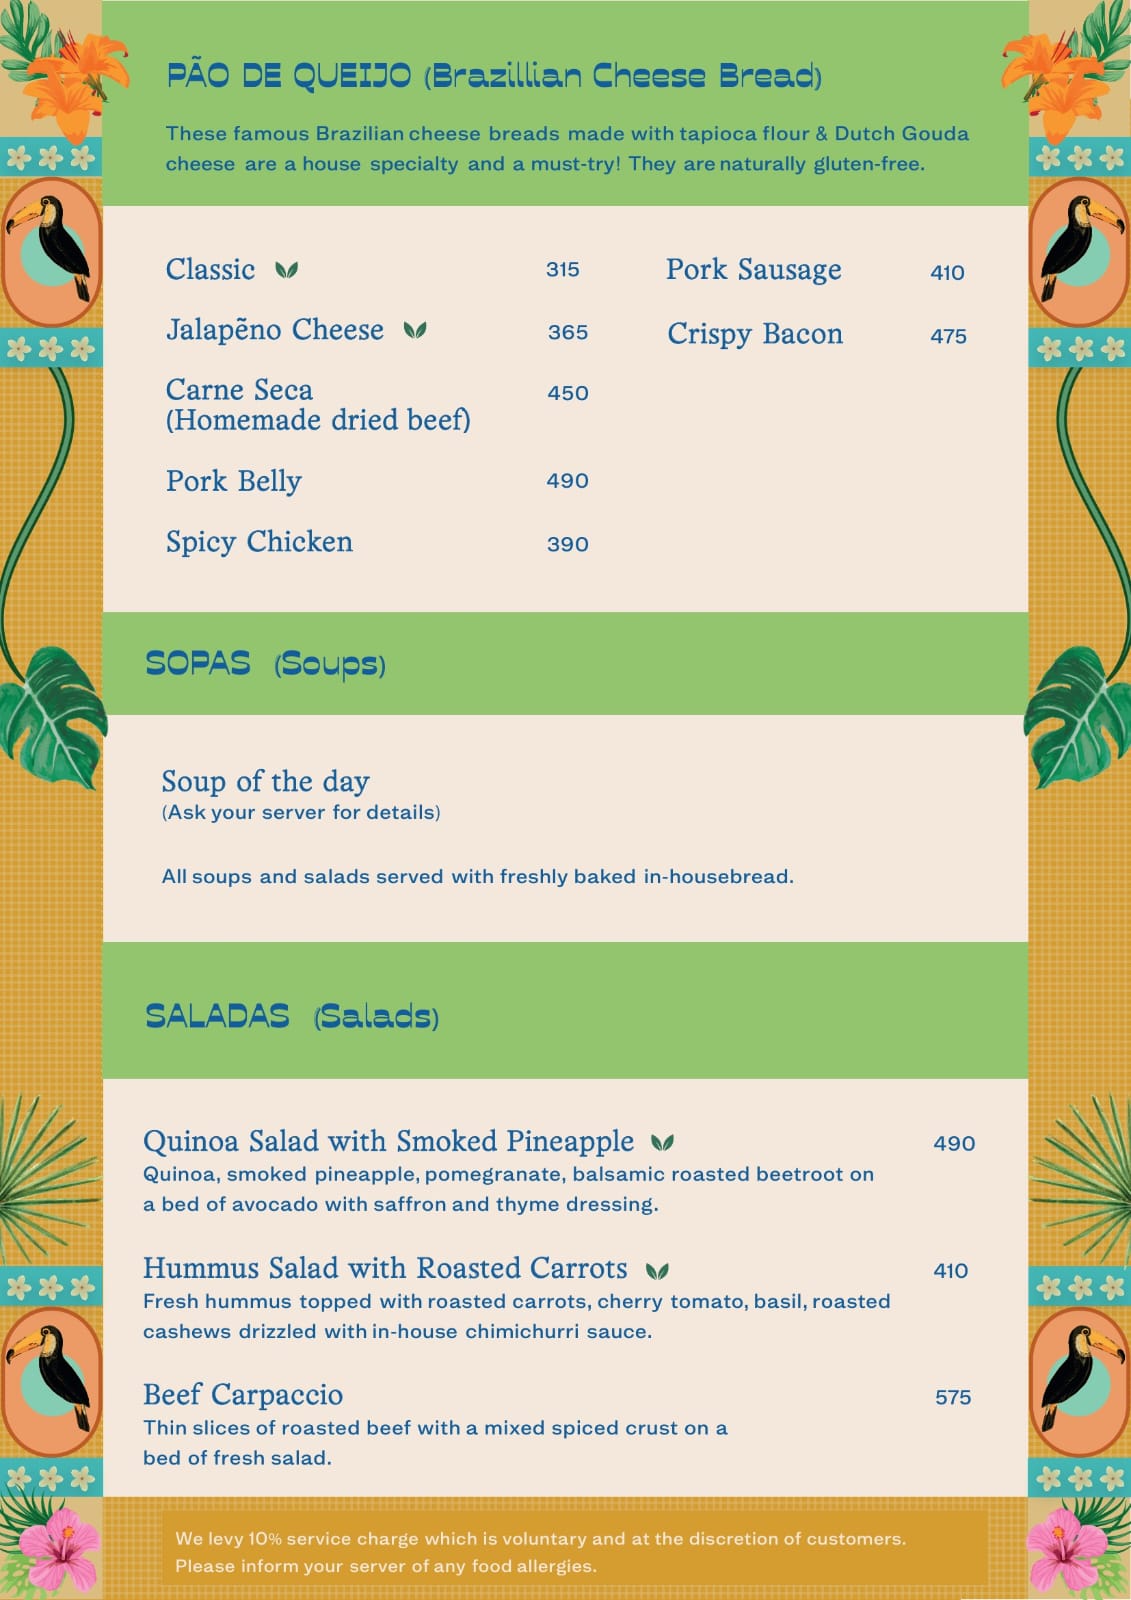 PÃO DE QUEIJO (Brazillian Cheese Bread)
These famous Brazilian cheese breads made with tapioca flour & Dutch Gouda
cheese are a house specialty and a must-try! They are naturally gluten-free.
Classic 315
Jalapẽno Cheese 365
Carne Seca 450
(Homemade dried beef)
Pork Belly 490
Spicy Chicken 390
Pork Sausage 410
Crispy Bacon 475
SOPAS (Soups)
Soup of the day
(Ask your server for details)
All soups and salads served with freshly baked in-housebread.
SALADAS (Salads)
Quinoa Salad with Smoked Pineapple 490
Quinoa, smoked pineapple, pomegranate, balsamic roasted beetroot on
a bed of avocado with saffron and thyme dressing.
Hummus Salad with Roasted Carrots 410
Fresh hummus topped with roasted carrots, cherry tomato, basil, roasted
cashews drizzled with in-house chimichurri sauce.
Beef Carpaccio 575
Thin slices of roasted beef with a mixed spiced crust on a
bed of fresh salad.
We levy 10% service charge which is voluntary and at the discretion of customers.
Please inform your server of any food allergies.